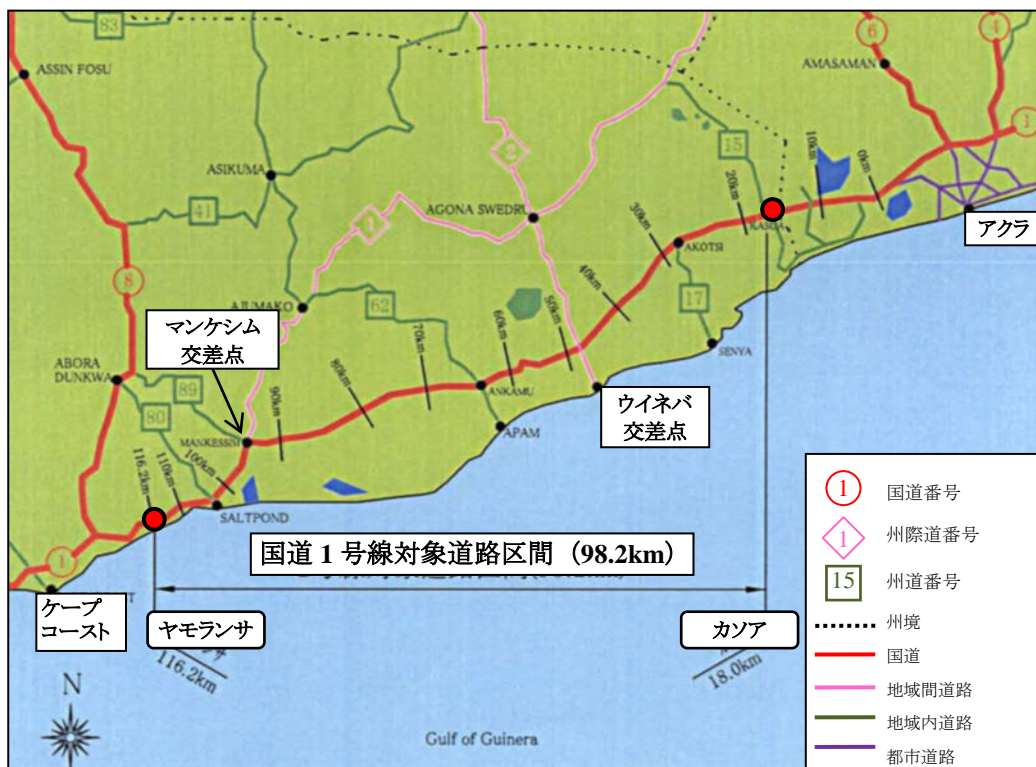 83
ASSIN FOSU
6
4
AMASAMAN
1
15
2
10km
0km
ASIKUMA
20km
41
AGONA SWEDRU
30km
KASOA
アクラ
1
AKOTSI
8
40km
17
AJUMAKO
62
50km
マンケシム
交差点
70km
60km
SENYA
ABORA
DUNKWA
80km
89
90km
ANKAMU
ウイネバ
交差点
80
MANKESSIM
APAM
100km
110km
116.2km
SALTPOND
国道 1 号線対象道路区間（98.2km）
1
ケープ
コースト
ヤモランサ
カソア
116.2km
18.0km
N
Gulf of Guinera
1 国道番号
1 州際道番号
15 州道番号
州境
国道
地域間道路
地域内道路
都市道路